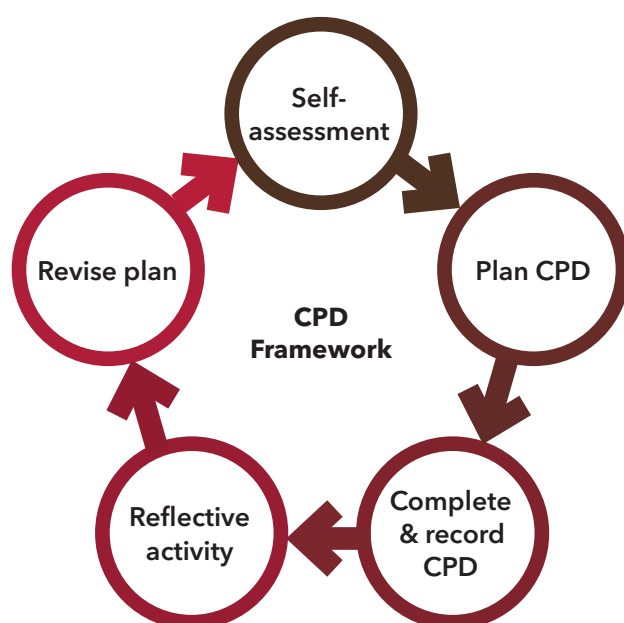 Self-
assessment
Plan CPD
Complete
& record
CPD
Reflective
activity
Revise plan
CPD
Framework